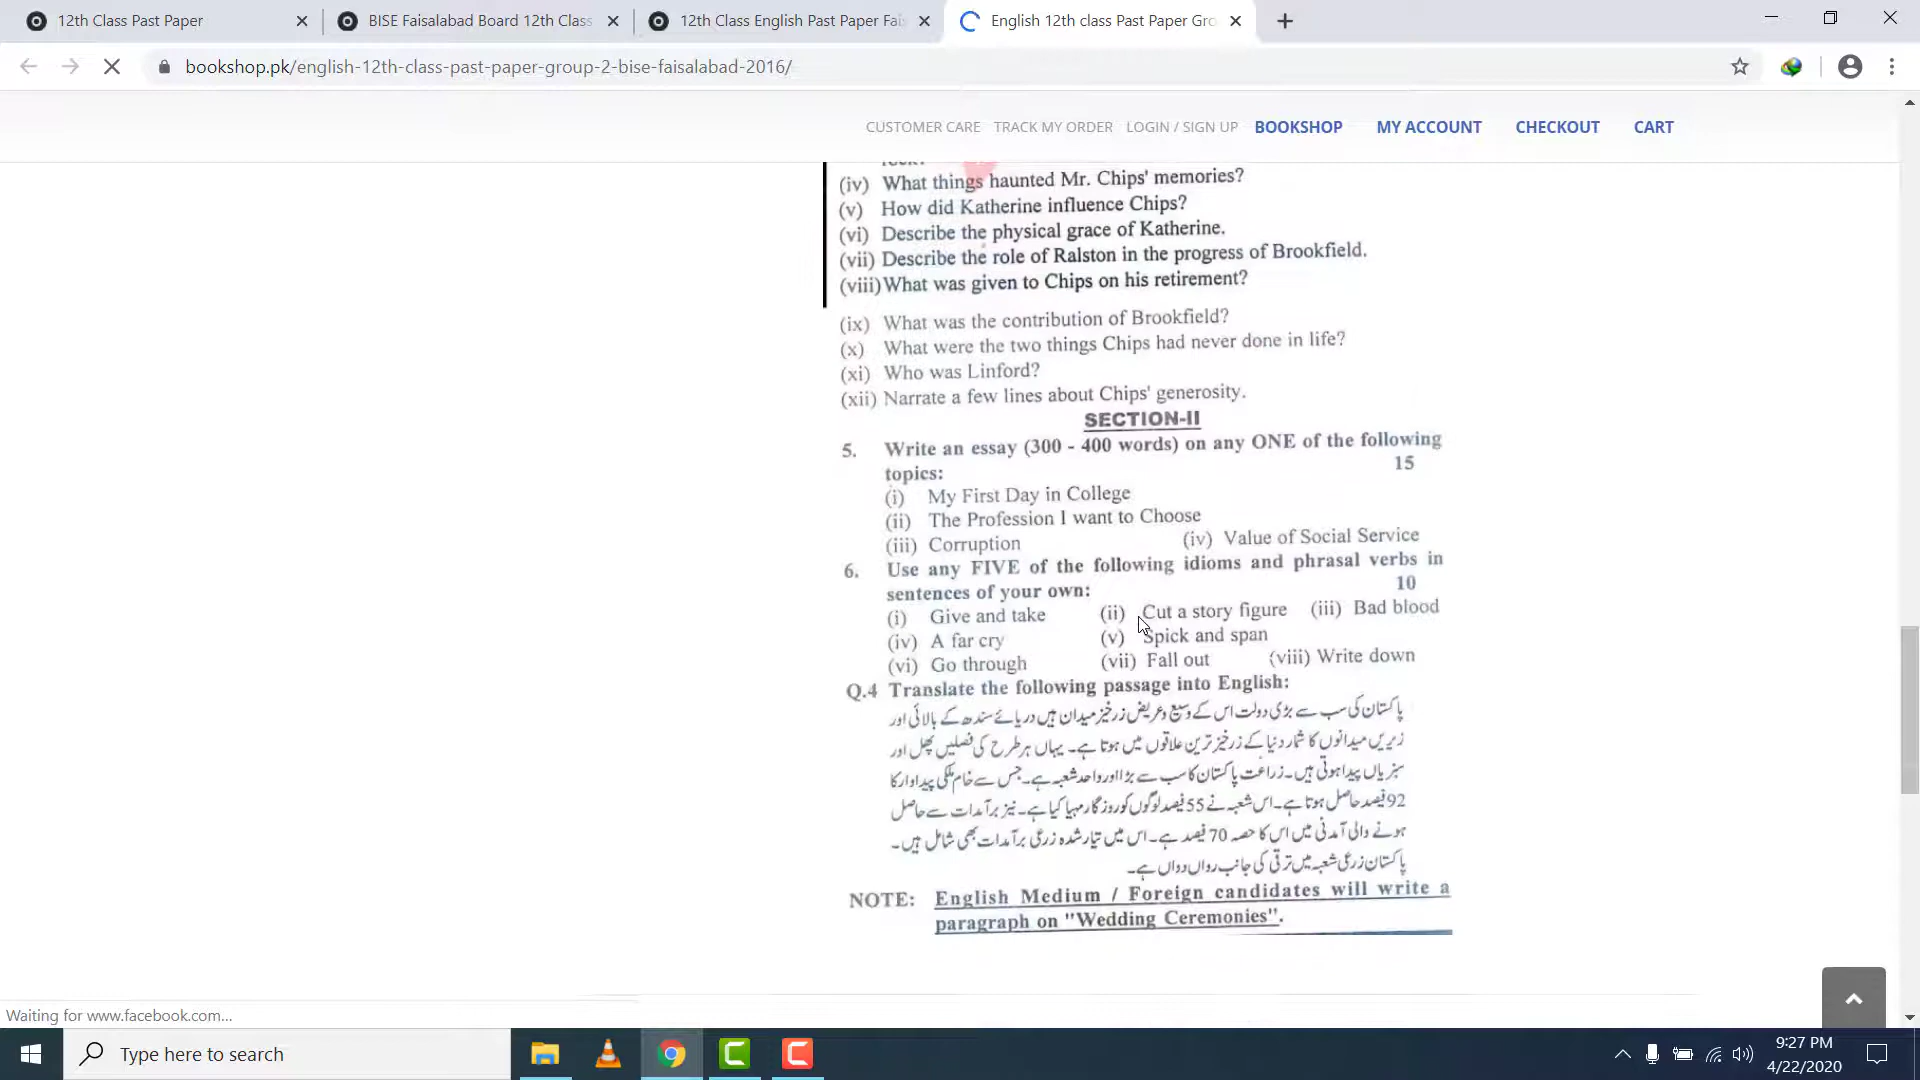 12th Class Past Paper
BISE Faisalabad Board 12th Class
12th Class English Past Paper Fai
English 12th class Past Paper Gro
bookshop.pk/english-12th-class-past-paper-group-2-bise-faisalabad-2016/
CUSTOMER CARE TRACK MY ORDER LOGIN / SIGN UP BOOKSHOP MY ACCOUNT CHECKOUT CART
(iv) What things haunted Mr. Chips' memories?
(v) How did Katherine influence Chips?
(vi) Describe the physical grace of Katherine.
(vii) Describe the role of Ralston in the progress of Brookfield.
(viii) What was given to Chips on his retirement?
(ix) What was the contribution of Brookfield?
(x) What were the two things Chips had never done in life?
(xi) Who was Linford?
(xii) Narrate a few lines about Chips' generosity.
SECTION-II
5. Write an essay (300 - 400 words) on any ONE of the following
topics: 15
(i) My First Day in College
(ii) The Profession I want to Choose
(iii) Corruption (iv) Value of Social Service
6. Use any FIVE of the following idioms and phrasal verbs in
sentences of your own: 10
(i) Give and take (ii) Cut a story figure (iii) Bad blood
(iv) A far cry (v) Spick and span
(vi) Go through (vii) Fall out (viii) Write down
Q.4 Translate the following passage into English:
پاکستان کی سب سے بڑی دولت اس کے وسیع و عریض زرخیز میدان ہیں دریائے سندھ کے بالائی اور
زیریں میدانوں کا شمار دنیا کے زرخیز ترین علاقوں میں ہوتا ہے۔ یہاں ہر طرح کی فصلیں پھل اور
سبزیاں پیدا ہوتی ہیں۔ زراعت پاکستان کا سب سے بڑا اور واحد شعبہ ہے۔ جس سے خام ملکی پیداوار کا
92 فیصد حاصل ہوتا ہے۔ اس شعبہ نے 55 فیصد لوگوں کو روزگار مہیا کیا ہے۔ نیز برآمدات سے حاصل
ہونے والی آمدنی میں اس کا حصہ 70 فیصد ہے۔ اس میں تیار شدہ زرعی برآمدات بھی شامل ہیں۔
پاکستان زرعی شعبہ میں ترقی کی جانب رواں دواں ہے۔
NOTE: English Medium / Foreign candidates will write a
paragraph on "Wedding Ceremonies".
Waiting for www.facebook.com...
Type here to search
9:27 PM
4/22/2020